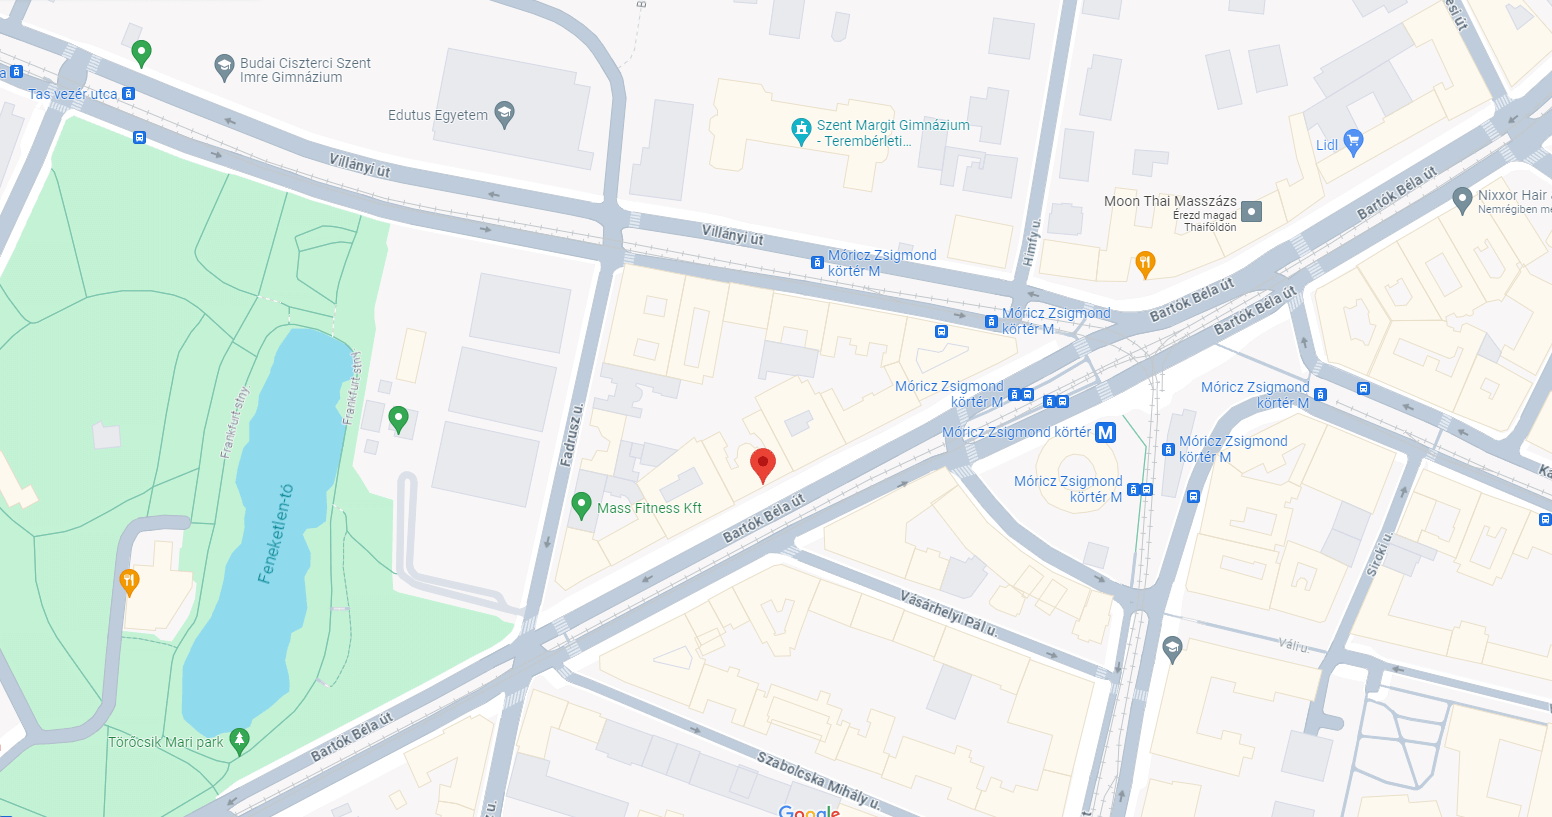 Budai Ciszterci Szent
Imre Gimnázium
Tas vezér utca
Edutus Egyetem
Szent Margit Gimnázium
- Terembérleti...
Lidl
Villányi út
Bartók Béla út
Nixxor Hair
Nemrégiben me
Moon Thai Masszázs
Érezd magad
Thaiföldön
Himfy u.
Villányi út
Móricz Zsigmond
körtér M
Bartók Béla út
Bartók Béla út
Móricz Zsigmond
körtér M
Frankfurt-stny
Frankfurt-stny
Fadrusz u.
Móricz Zsigmond
körtér M
Móricz Zsigmond
körtér M
Móricz Zsigmond körtér M
Móricz Zsigmond
körtér M
Móricz Zsigmond
körtér M
Mass Fitness Kft
Bartók Béla út
Feneketlen-tó
Sirőki u.
Vásárhelyi Pál u.
Váli u.
Törőcsik Mari park
Bartók Béla út
Szabolcska Mihály u.
Google